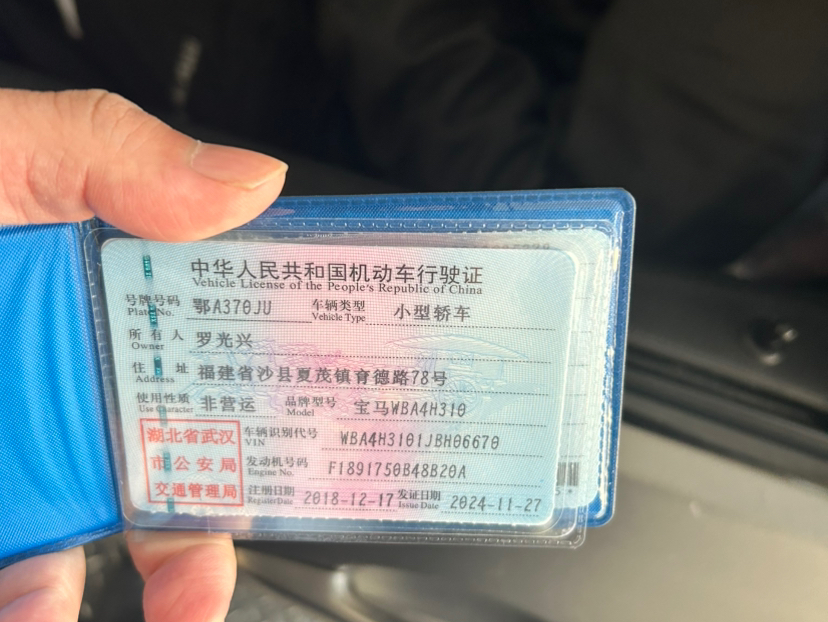 中华人民共和国机动车行驶证
Vehicle License of the People's Republic of China
号牌号码 鄂A370JU 车辆类型 小型轿车
Plate No. Vehicle Type
所有人 罗光兴
Owner
住址 福建省沙县夏茂镇育德路78号
Address
使用性质 非营运 品牌型号 宝马WBA4H310
Use Character Model
湖北省武汉 车辆识别代号 WBA4H3101JBH06670
VIN
市公安局 发动机号码 F1891750B48B20A
Engine No.
交通管理局 注册日期 2018-12-17 发证日期 2024-11-27
Register Date Issue Date